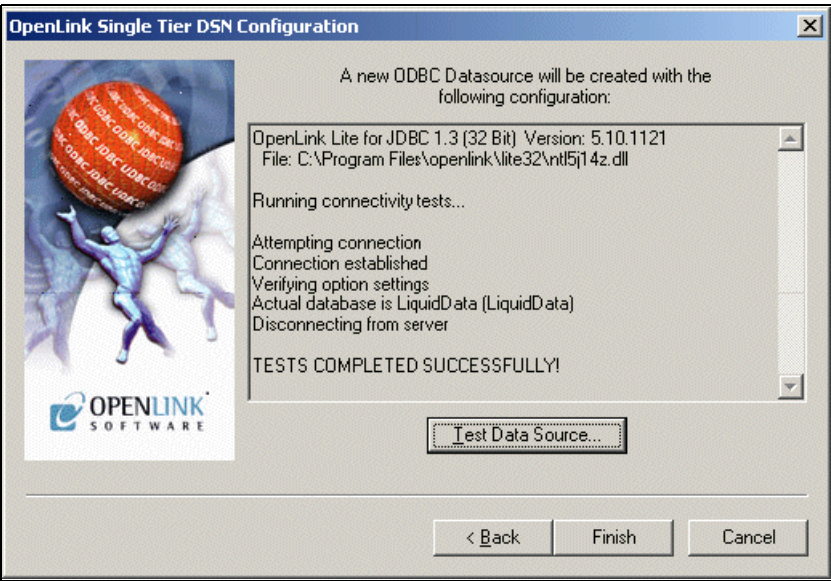 OpenLink Single Tier DSN Configuration
A new ODBC Datasource will be created with the
following configuration:
OpenLink Lite for JDBC 1.3 (32 Bit) Version: 5.10.1121
File: C:\Program Files\openlink\lite32\ntl5j14z.dll
Running connectivity tests...
Attempting connection
Connection established
Verifying option settings
Actual database is LiquidData (LiquidData)
Disconnecting from server
TESTS COMPLETED SUCCESSFULLY!
OPENLINK
SOFTWARE
Test Data Source...
< Back
Finish
Cancel